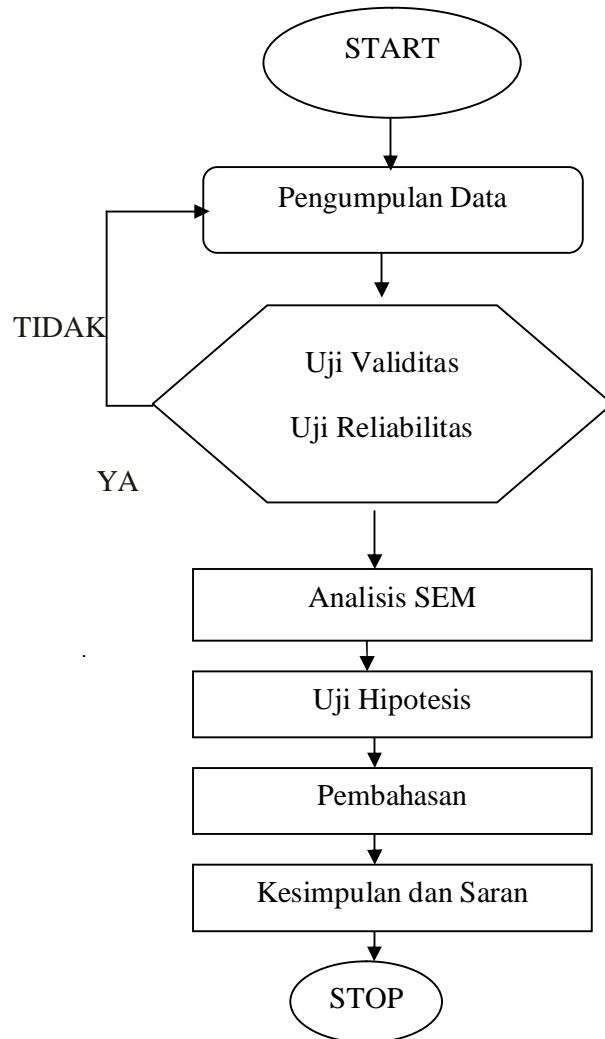 START
Pengumpulan Data
TIDAK
Uji Validitas
Uji Reliabilitas
YA
Analisis SEM
Uji Hipotesis
Pembahasan
Kesimpulan dan Saran
STOP